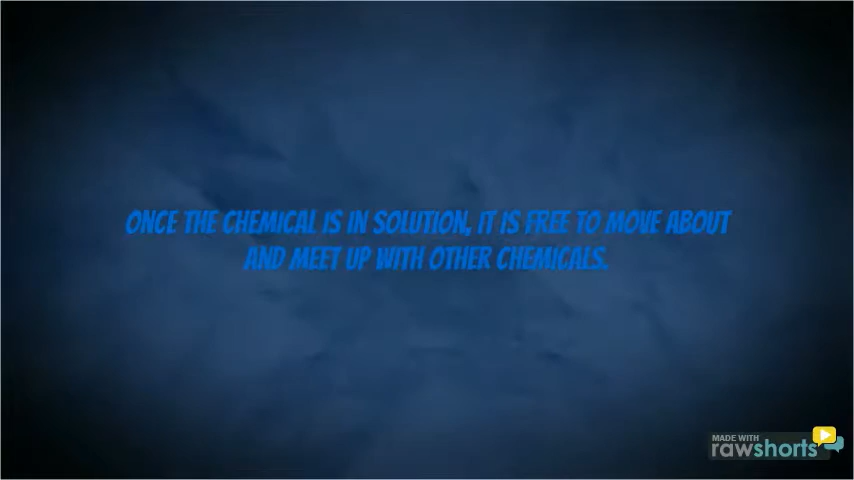 ONCE THE CHEMICAL IS IN SOLUTION, IT IS FREE TO MOVE ABOUT
AND MEET UP WITH OTHER CHEMICALS.
MADE WITH
rawshorts